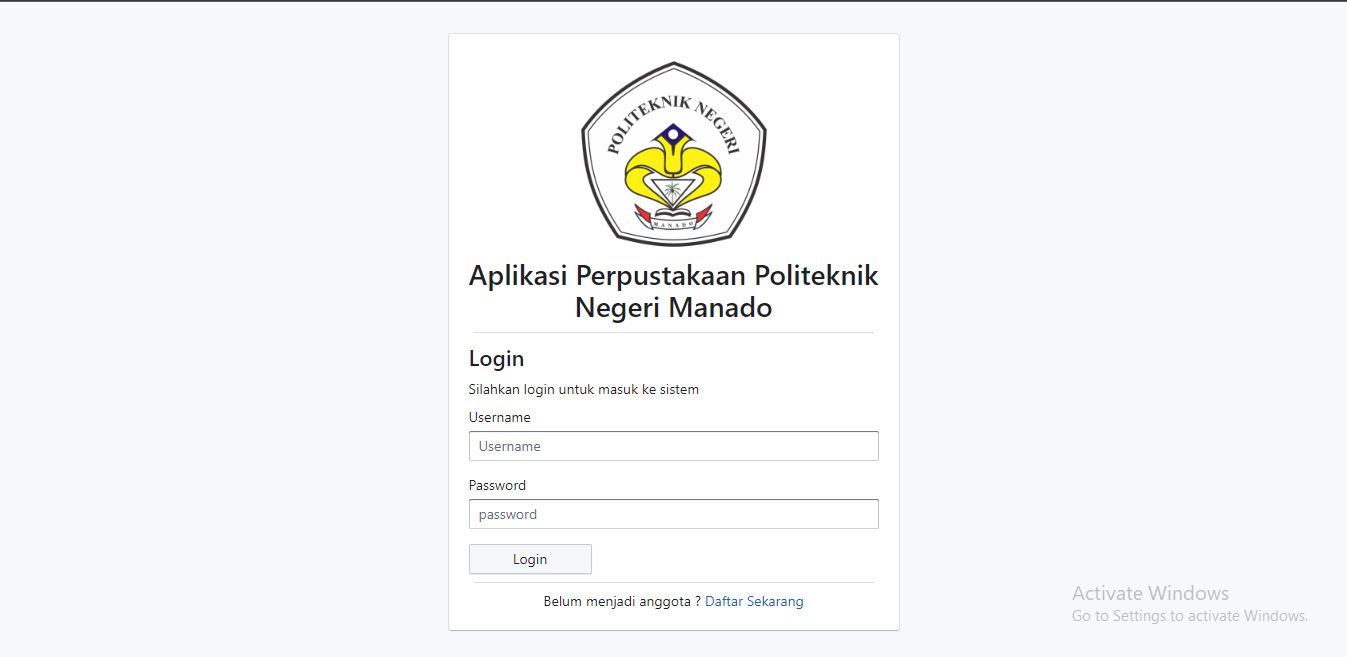 POLITEKNIK NEGERI
MANADO
Aplikasi Perpustakaan Politeknik
Negeri Manado
Login
Silahkan login untuk masuk ke sistem
Username
Username
Password
password
Login
Belum menjadi anggota ? Daftar Sekarang
Activate Windows
Go to Settings to activate Windows.